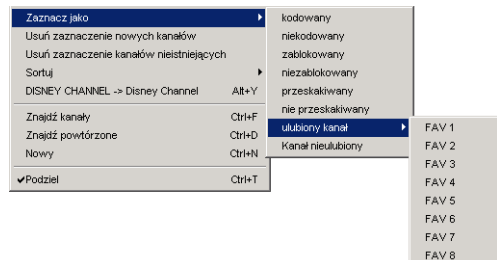 Zaznacz jako
Usuń zaznaczenie nowych kanałów
Usuń zaznaczenie kanałów nieistniejących
Sortuj
DISNEY CHANNEL -> Disney Channel Alt+Y
Znajdź kanały Ctrl+F
Znajdź powtórzone Ctrl+D
Nowy Ctrl+N
✔Podziel Ctrl+T
kodowany
niekodowany
zablokowany
niezablokowany
przeskakiwany
nie przeskakiwany
ulubiony kanał
Kanał nieulubiony
FAV 1
FAV 2
FAV 3
FAV 4
FAV 5
FAV 6
FAV 7
FAV 8